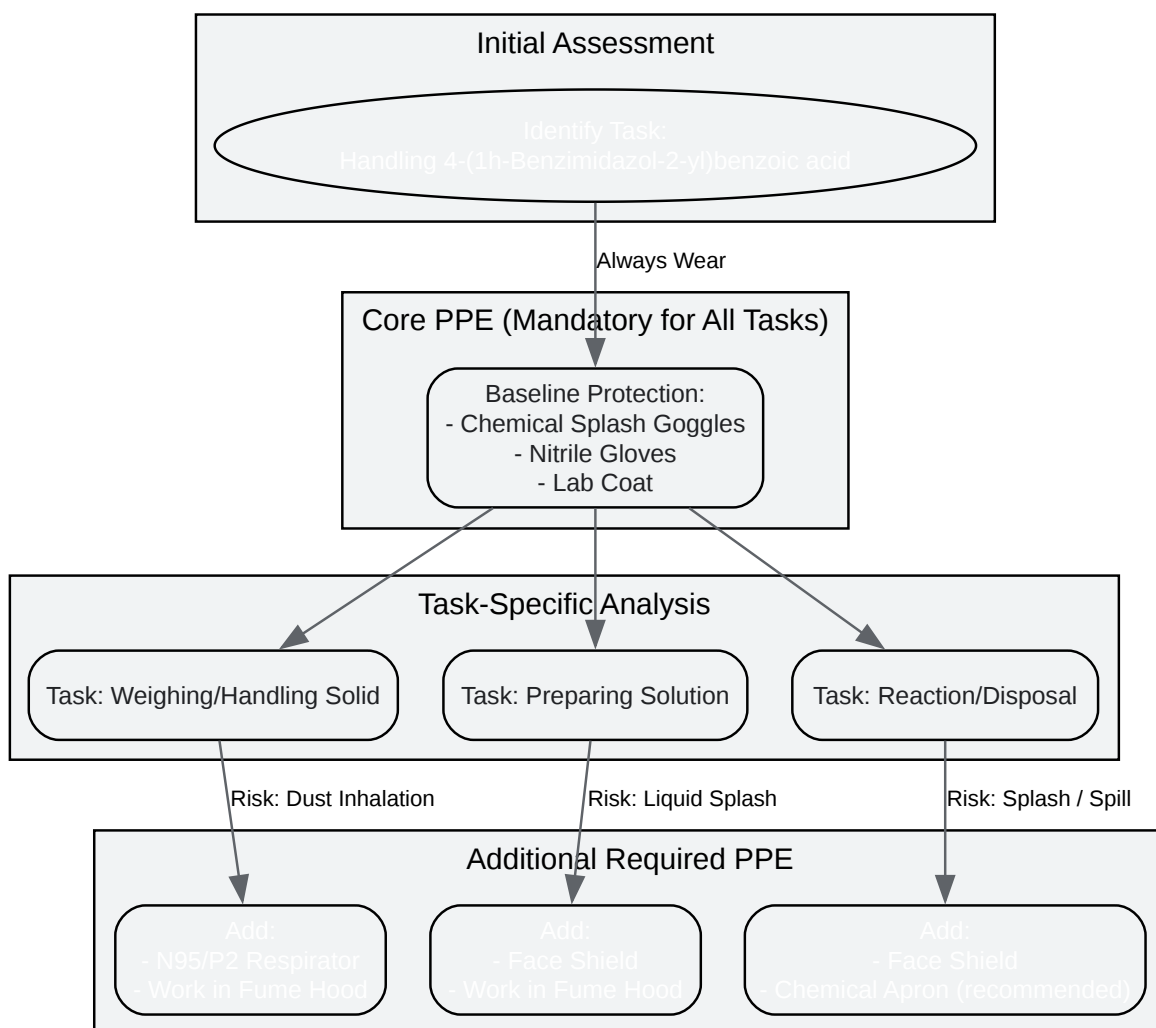 Initial Assessment
Identify Task:
Handling 4-(1h-Benzimidazol-2-yl)benzoic acid
Always Wear
Core PPE (Mandatory for All Tasks)
Baseline Protection:
- Chemical Splash Goggles
- Nitrile Gloves
- Lab Coat
Task-Specific Analysis
Task: Weighing/Handling Solid
Task: Preparing Solution
Task: Reaction/Disposal
Risk: Dust Inhalation
Risk: Liquid Splash
Risk: Splash / Spill
Additional Required PPE
Add:
- N95/P2 Respirator
- Work in Fume Hood
Add:
- Face Shield
- Work in Fume Hood
Add:
- Face Shield
- Chemical Apron (recommended)